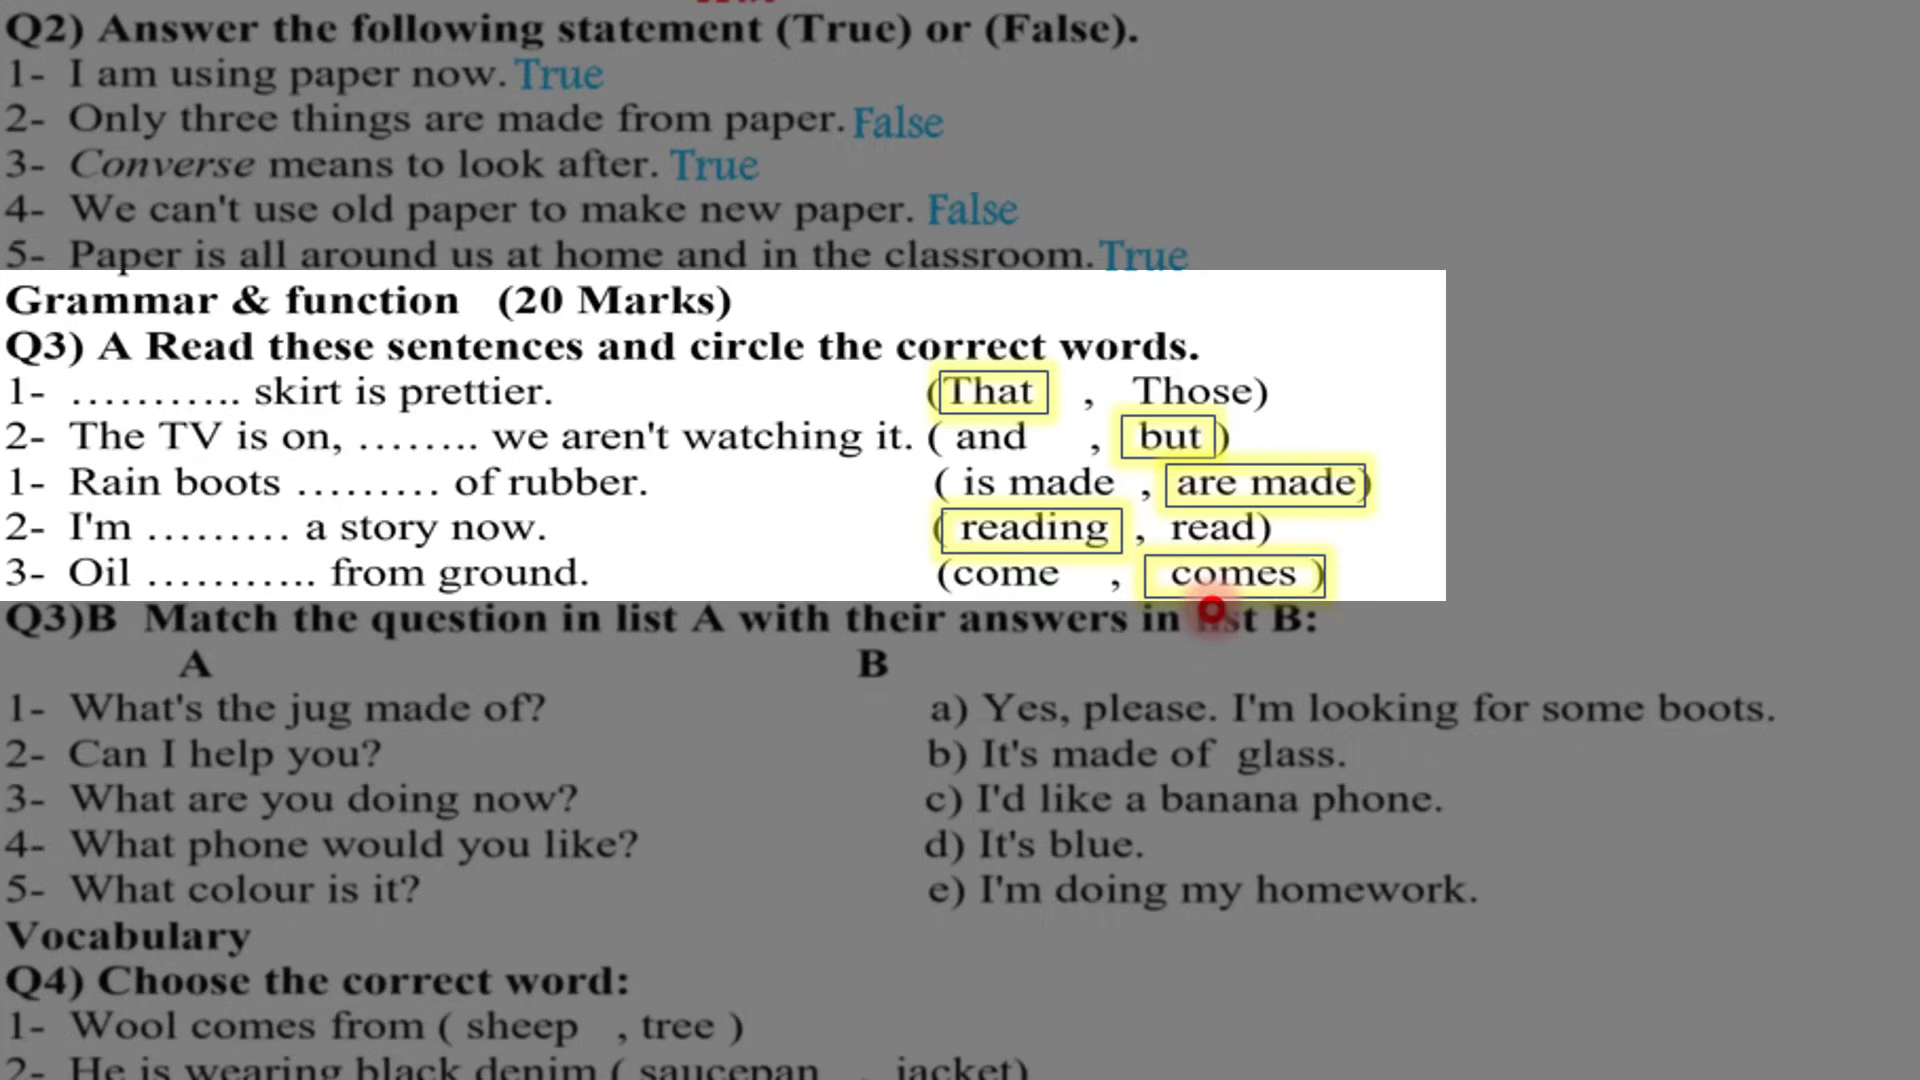 Q2) Answer the following statement (True) or (False).
1- I am using paper now. True
2- Only three things are made from paper. False
3- Converse means to look after. True
4- We can't use old paper to make new paper. False
5- Paper is all around us at home and in the classroom. True
Grammar & function (20 Marks)
Q3) A Read these sentences and circle the correct words.
1- ........... skirt is prettier. (That , Those)
2- The TV is on, ........ we aren't watching it. ( and , but )
1- Rain boots ......... of rubber. ( is made , are made)
2- I'm ......... a story now. ( reading , read)
3- Oil ........... from ground. (come , comes )
Q3)B Match the question in list A with their answers in list B:
A B
1- What's the jug made of? a) Yes, please. I'm looking for some boots.
2- Can I help you? b) It's made of glass.
3- What are you doing now? c) I'd like a banana phone.
4- What phone would you like? d) It's blue.
5- What colour is it? e) I'm doing my homework.
Vocabulary
Q4) Choose the correct word:
1- Wool comes from ( sheep , tree )
2- He is wearing black denim ( saucepan , jacket)